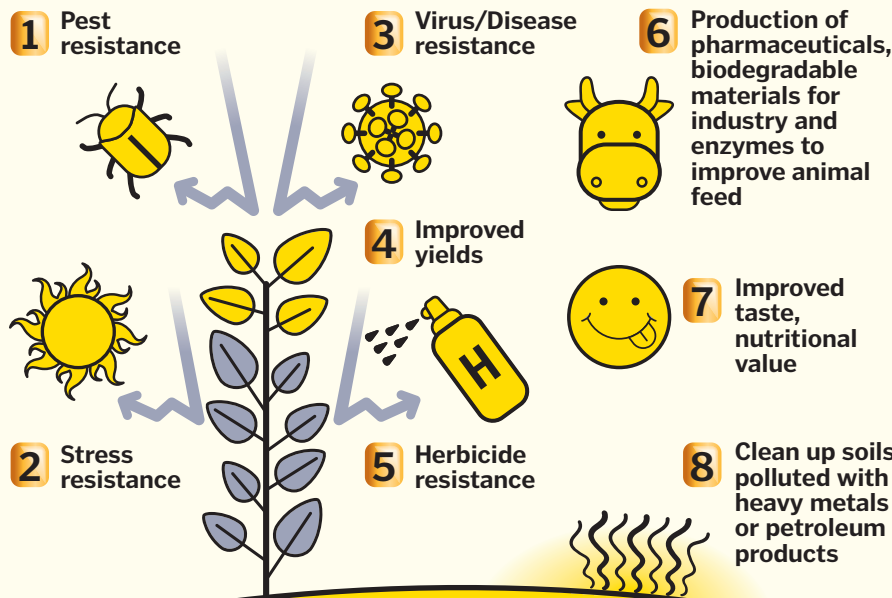 1 Pest
resistance
2 Stress
resistance
3 Virus/Disease
resistance
4 Improved
yields
H
5 Herbicide
resistance
6 Production of
pharmaceuticals,
biodegradable
materials for
industry and
enzymes to
improve animal
feed
7 Improved
taste,
nutritional
value
8 Clean up soils
polluted with
heavy metals
or petroleum
products